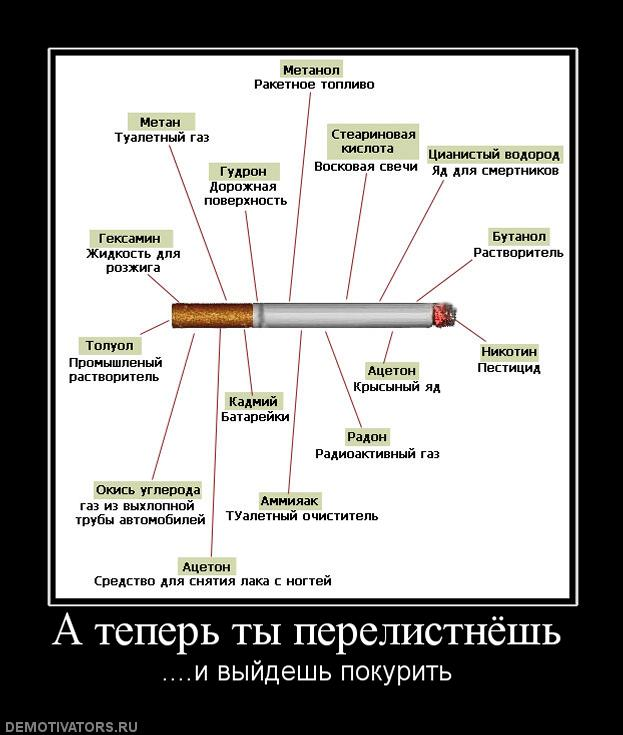 Метанол
Ракетное топливо
Метан
Туалетный газ
Стеариновая
кислота
Восковая свечи
Цианистый водород
Яд для смертников
Гудрон
Дорожная
поверхность
Гексамин
Жидкость для
розжига
Бутанол
Растворитель
Толуол
Промышленый
растворитель
Никотин
Пестицид
Ацетон
Крысиный яд
Кадмий
Батарейки
Радон
Радиоактивный газ
Окись углерода
газ из выхлопной
трубы автомобилей
Аммияак
ТУалетный очиститель
Ацетон
Средство для снятия лака с ногтей
А теперь ты перелистнёшь
....и выйдешь покурить
DEMOTIVATORS.RU